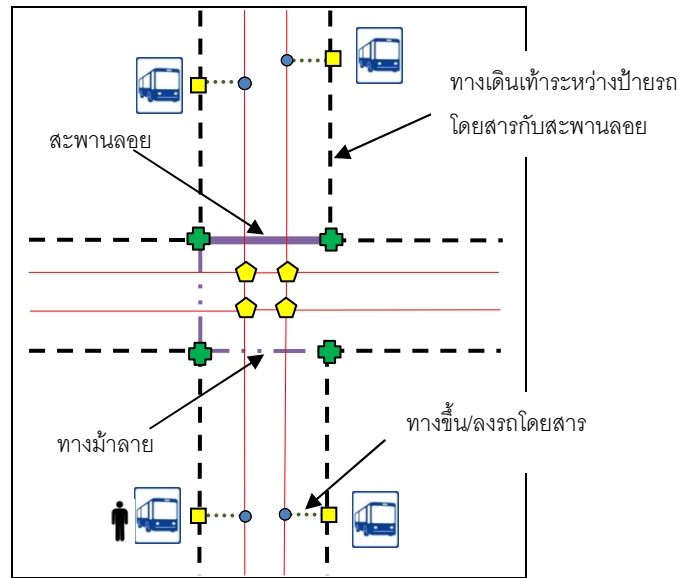 ทางเดินเท้าระหว่างป้ายรถ
โดยสารกับสะพานลอย
สะพานลอย
ทางขึ้น/ลงรถโดยสาร
ทางม้าลาย